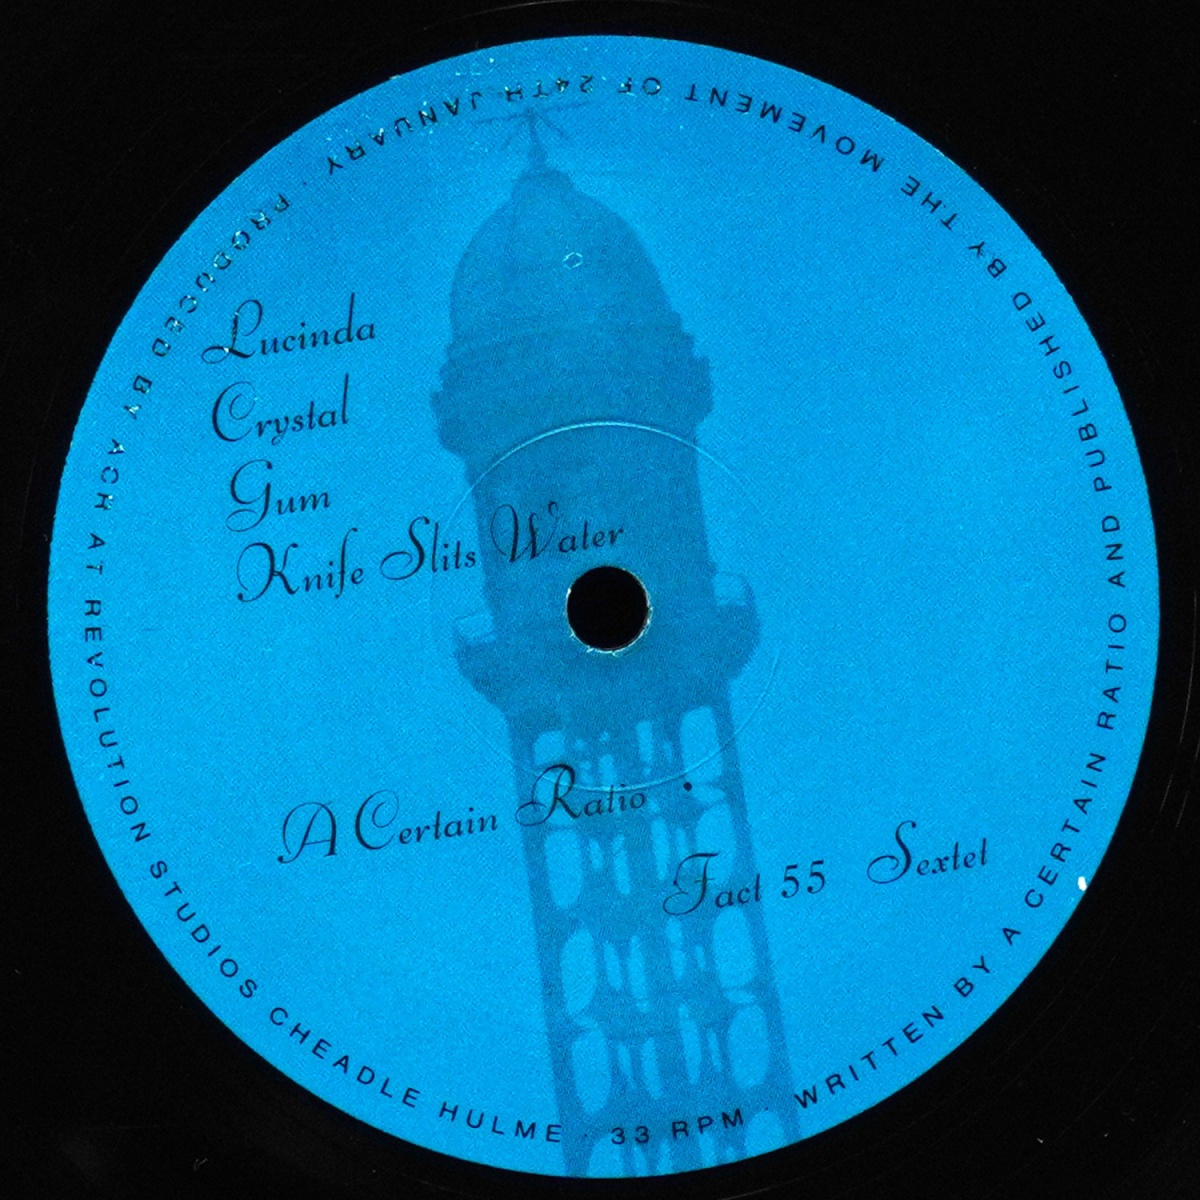 Lucinda
Crystal
Gum
Knife Slits Water
A Certain Ratio ·
Fact 55 Sextet
WRITTEN BY A CERTAIN RATIO AND PUBLISHED BY THE MOVEMENT OF 24TH JANUARY · PRODUCED BY ACR AT REVOLUTION STUDIOS CHEADLE HULME · 33 RPM ·